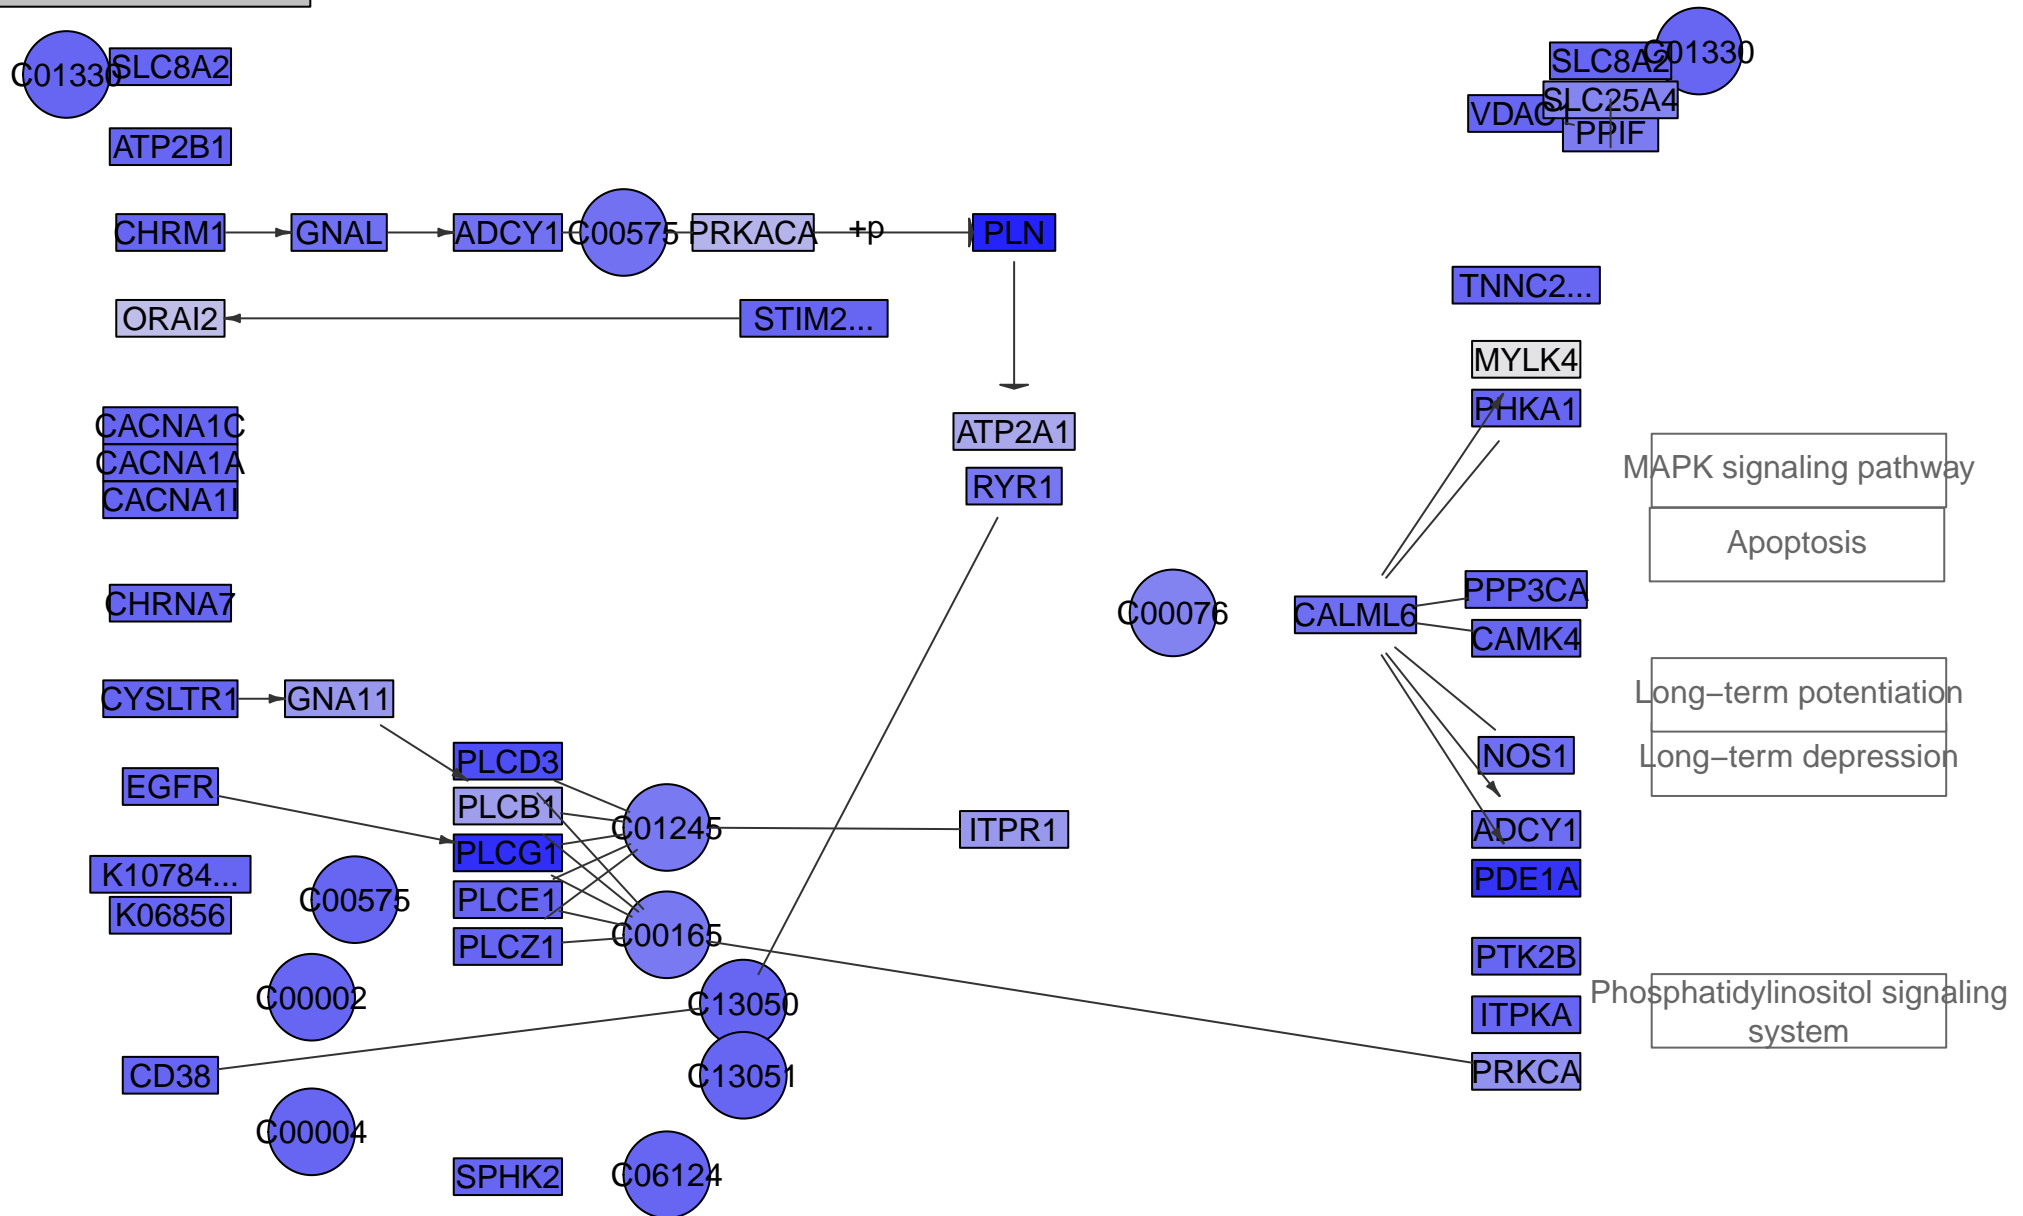 C01330
SLC8A2
SLC8A2
C01330
SLC25A4
VDAC1
PPIF
ATP2B1
CHRM1
GNAL
ADCY1
C00575
PRKACA
+p
PLN
TNNC2...
ORAI2
STIM2...
MYLK4
PHKA1
CACNA1C
CACNA1A
CACNA1I
ATP2A1
RYR1
MAPK signaling pathway
Apoptosis
CHRNA7
C00076
CALML6
PPP3CA
CAMK4
CYSLTR1
GNA11
Long−term potentiation
Long−term depression
NOS1
PLCD3
EGFR
PLCB1
C01245
ITPR1
ADCY1
PLCG1
K10784...
PDE1A
C00575
PLCE1
K06856
C00165
PLCZ1
PTK2B
C00002
C13050
Phosphatidylinositol signaling
system
ITPKA
CD38
C13051
PRKCA
C00004
SPHK2
C06124